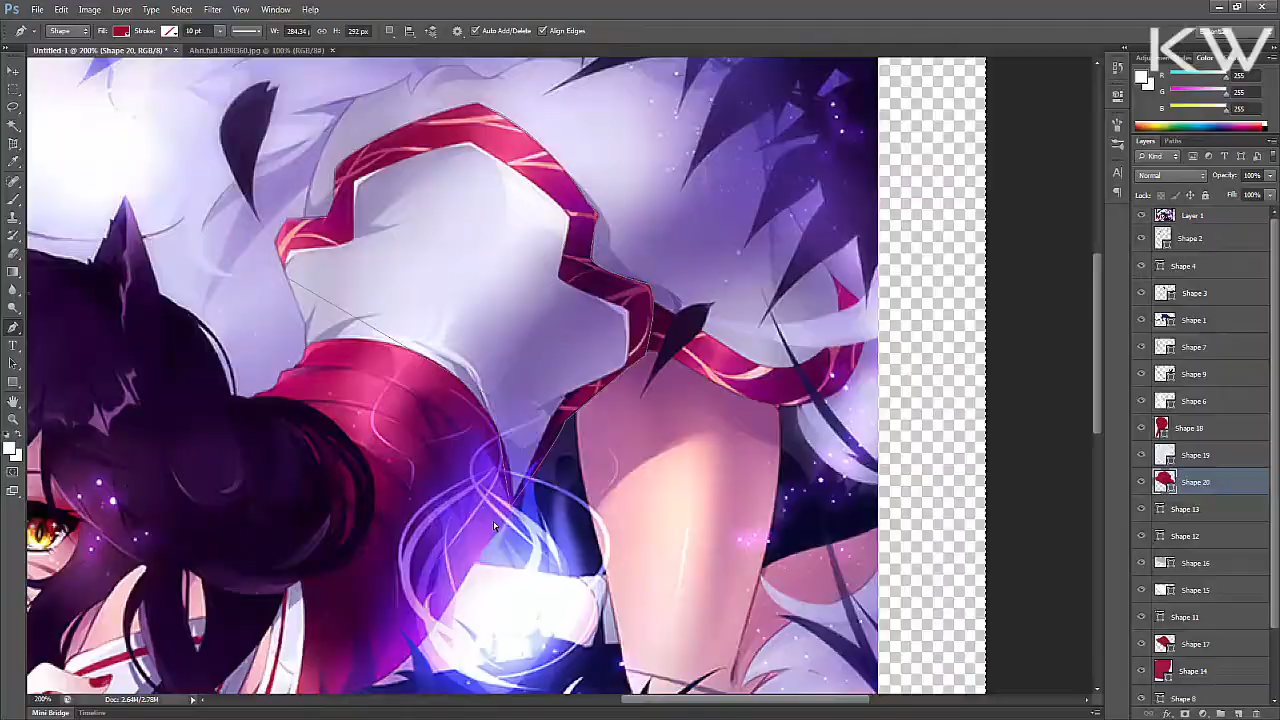 Ps File Edit Image Layer Type Select Filter View Window Help
Shape Fill: Stroke: 10 pt W: 284.34 H: 292 px Auto Add/Delete Align Edges
KW
Untitled-1 @ 200% (Shape 20, RGB/8) * × Ahri.full.1898360.jpg @ 100% (RGB/8#) ×
Color
R 255
G 255
B 255
Layers Paths
Kind
Normal Opacity: 100%
Lock: Fill: 100%
Layer 1
Shape 2
Shape 4
Shape 3
Shape 1
Shape 7
Shape 9
Shape 6
Shape 18
Shape 19
Shape 20
Shape 13
Shape 12
Shape 16
Shape 15
Shape 11
Shape 17
Shape 14
Shape 8
200% Doc: 2.64M/2.78M
Mini Bridge Timeline